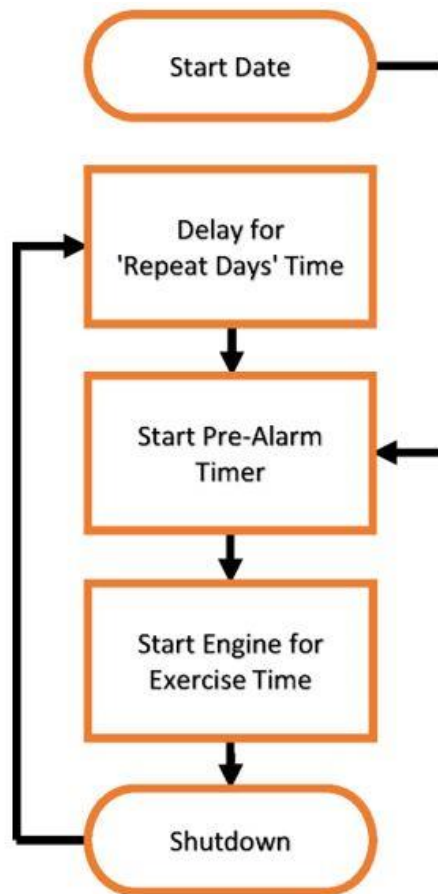 Start Date
Delay for
'Repeat Days' Time
Start Pre-Alarm
Timer
Start Engine for
Exercise Time
Shutdown